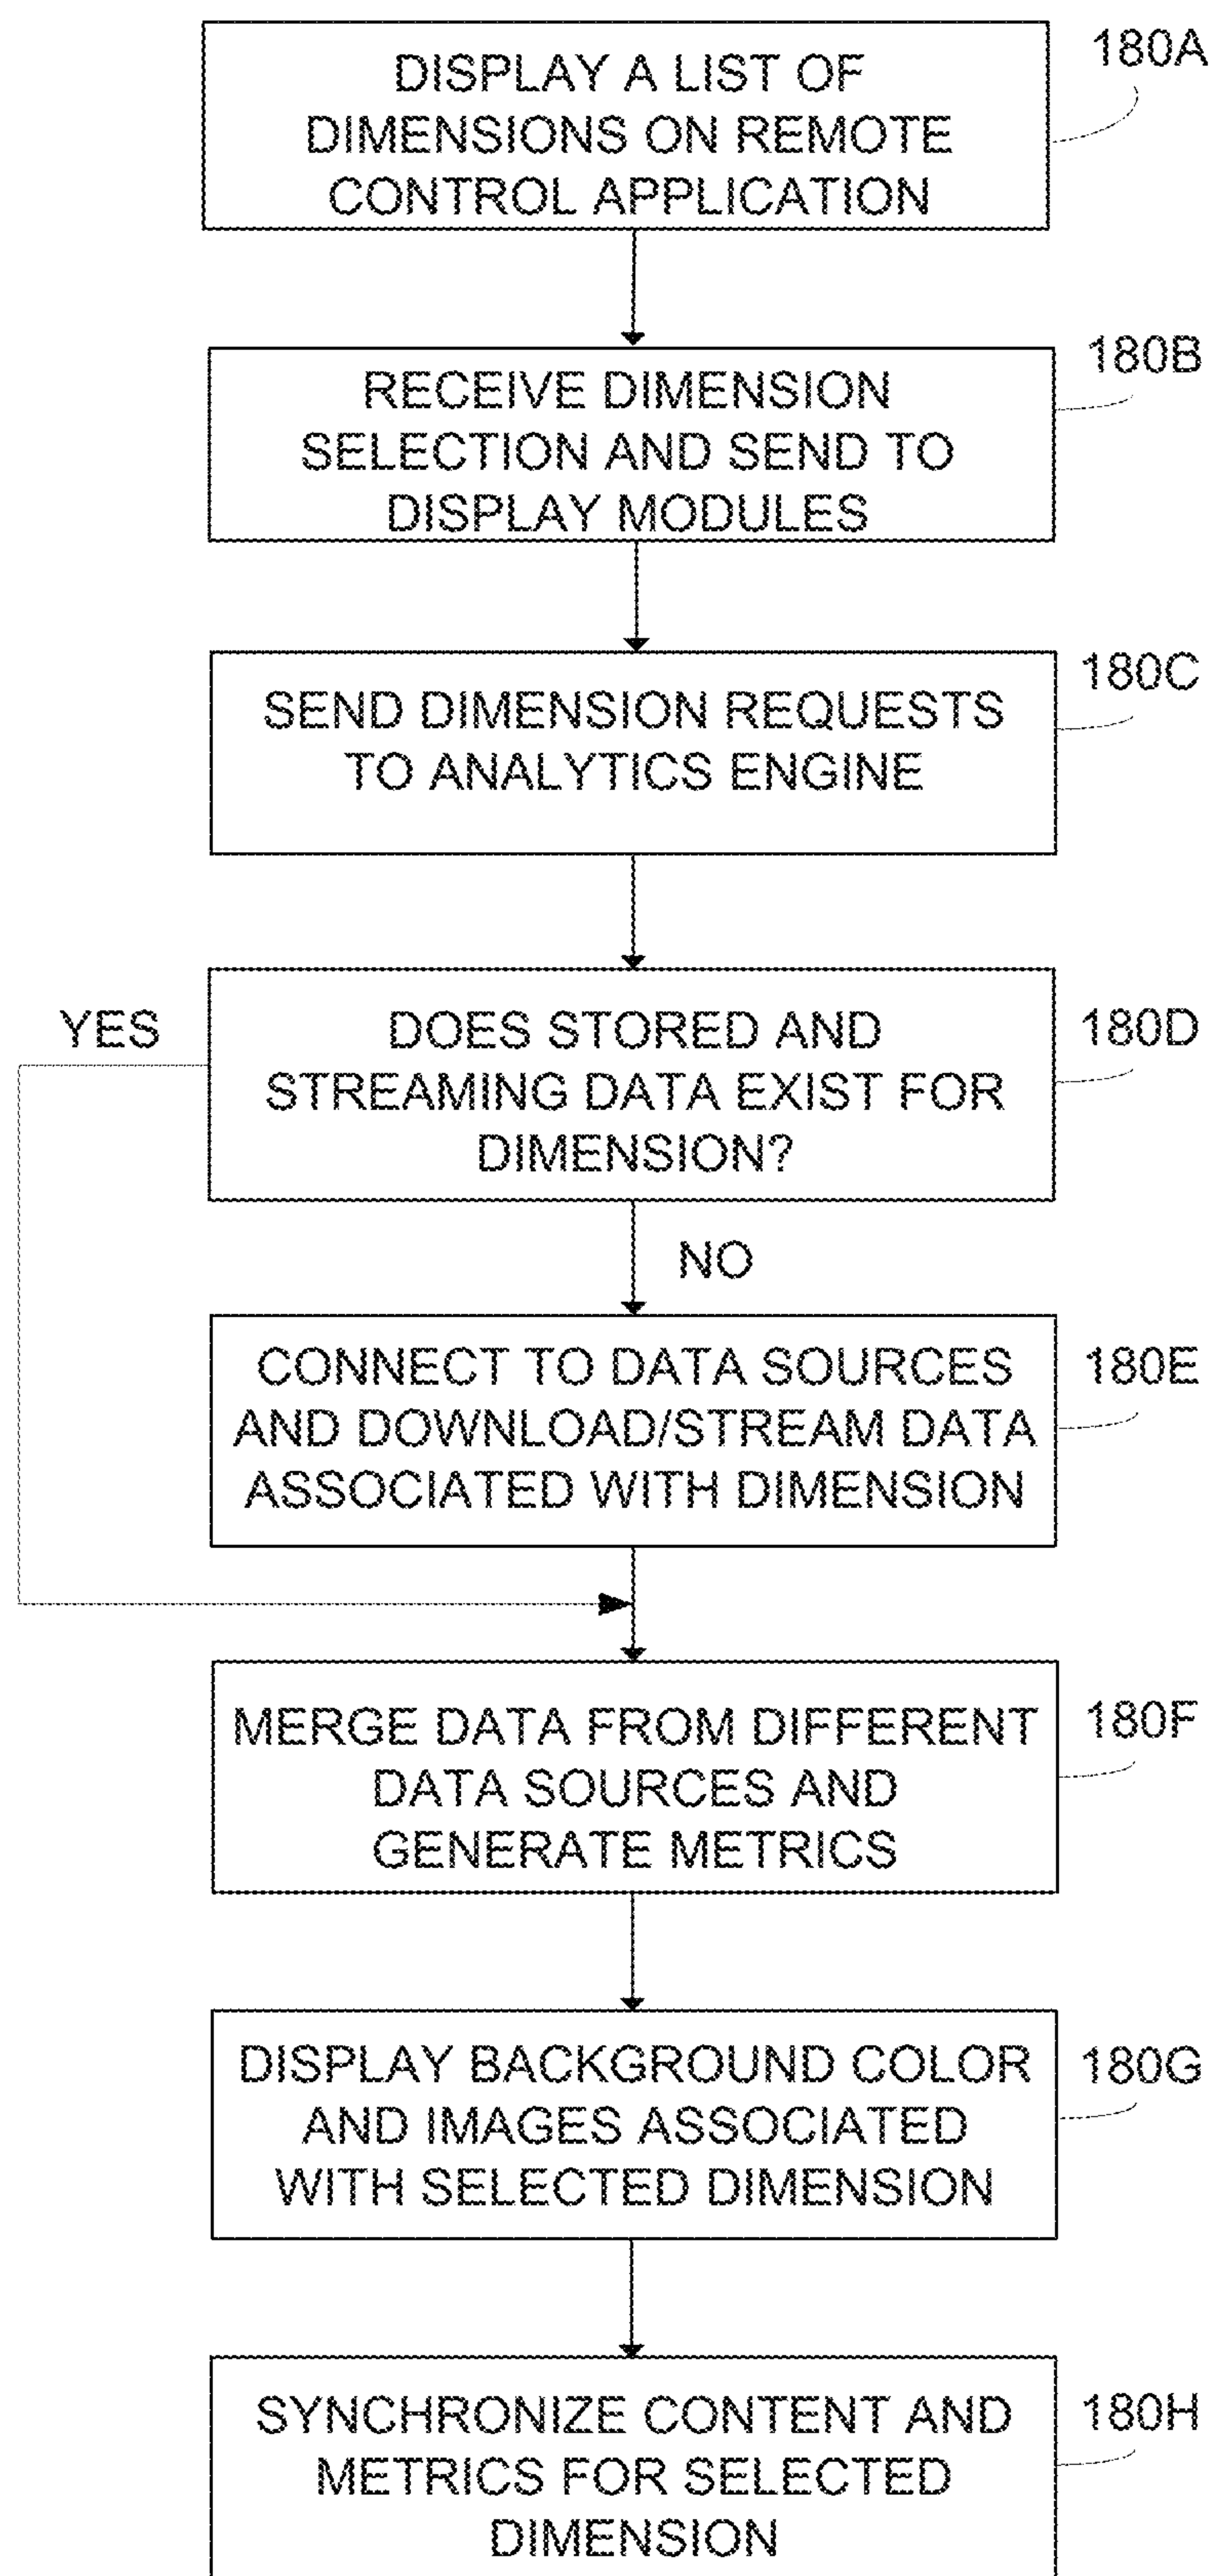 DISPLAY A LIST OF
DIMENSIONS ON REMOTE
CONTROL APPLICATION
180A
RECEIVE DIMENSION
SELECTION AND SEND TO
DISPLAY MODULES
180B
SEND DIMENSION REQUESTS
TO ANALYTICS ENGINE
180C
YES
DOES STORED AND
STREAMING DATA EXIST FOR
DIMENSION?
180D
NO
CONNECT TO DATA SOURCES
AND DOWNLOAD/STREAM DATA
ASSOCIATED WITH DIMENSION
180E
MERGE DATA FROM DIFFERENT
DATA SOURCES AND
GENERATE METRICS
180F
DISPLAY BACKGROUND COLOR
AND IMAGES ASSOCIATED
WITH SELECTED DIMENSION
180G
SYNCHRONIZE CONTENT AND
METRICS FOR SELECTED
DIMENSION
180H